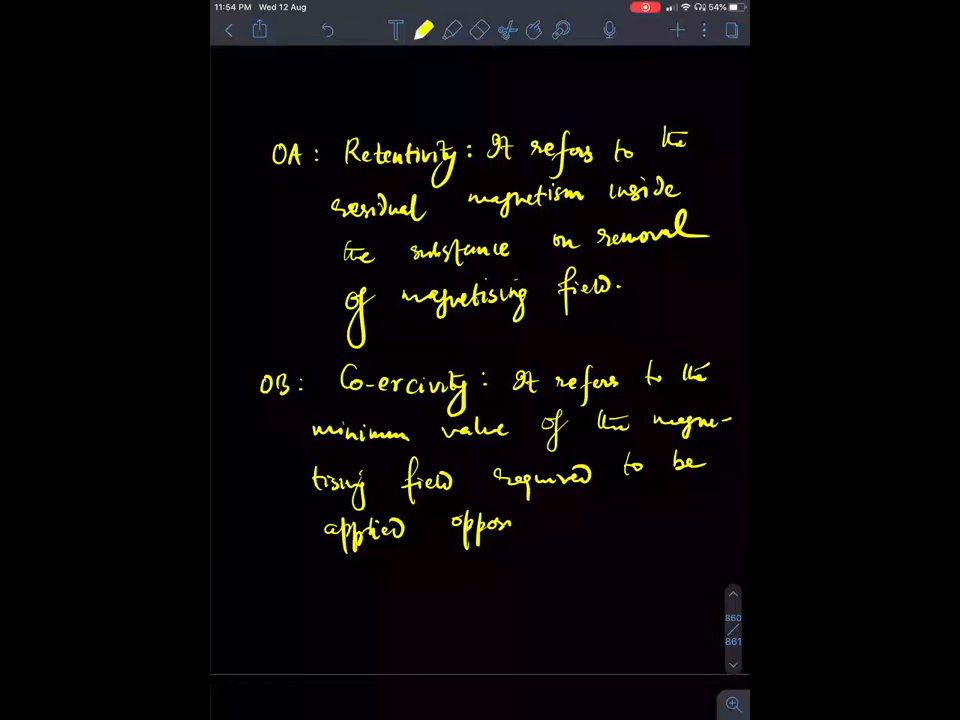 11:54 PM Wed 12 Aug 54%
T
OA : Retentivity : It refers to the
residual magnetism inside
the substance on removal
of magnetising field.
OB : Co-ercivity : It refers to the
minimum value of the magne-
tising field required to be
applied oppos
860
861